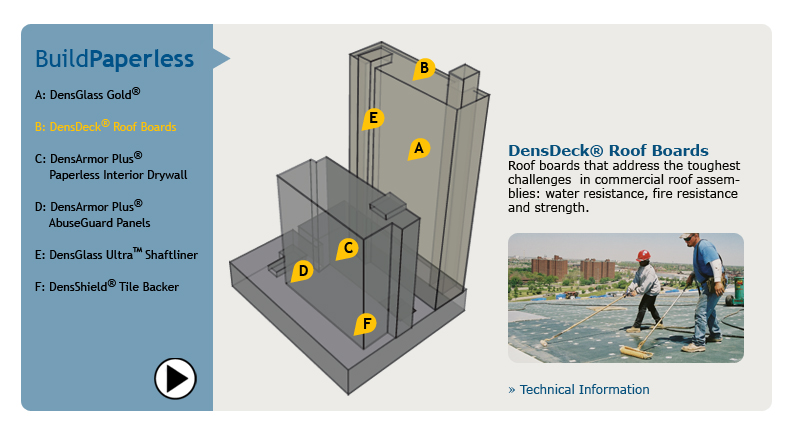 BuildPaperless
A: DensGlass Gold®
B: DensDeck® Roof Boards
C: DensArmor Plus®
Paperless Interior Drywall
D: DensArmor Plus®
AbuseGuard Panels
E: DensGlass Ultra™ Shaftliner
F: DensShield® Tile Backer
B
E
A
C
D
F
DensDeck® Roof Boards
Roof boards that address the toughest
challenges in commercial roof assem-
blies: water resistance, fire resistance
and strength.
» Technical Information